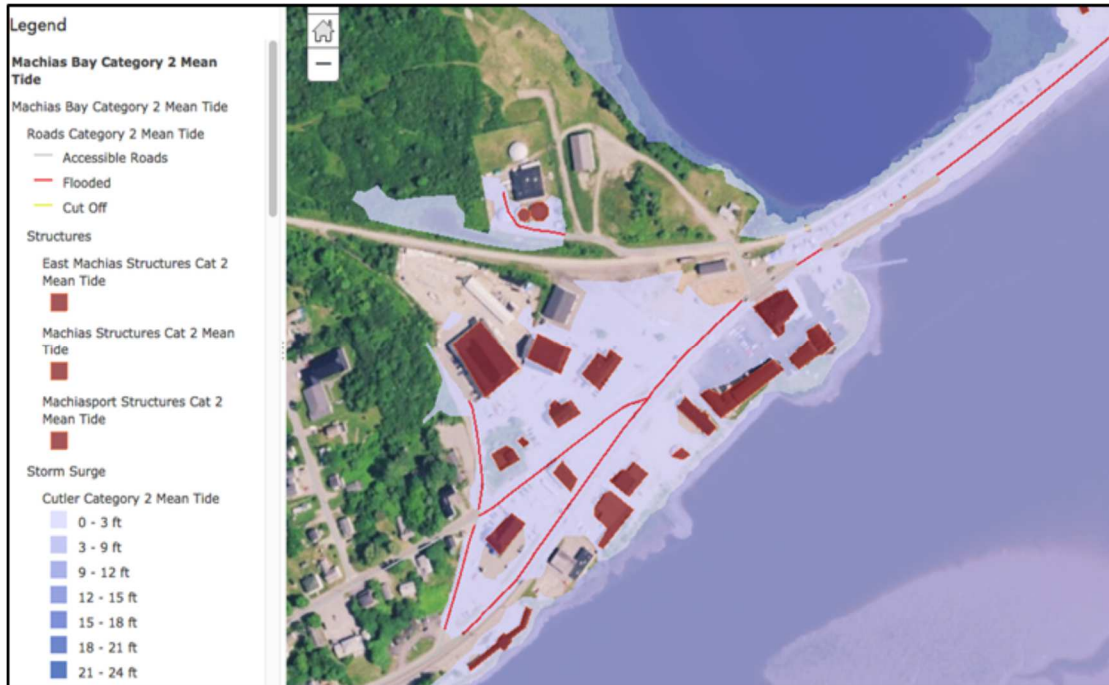 Legend
Machias Bay Category 2 Mean
Tide
Machias Bay Category 2 Mean Tide
Roads Category 2 Mean Tide
Accessible Roads
Flooded
Cut Off
Structures
East Machias Structures Cat 2
Mean Tide
Machias Structures Cat 2 Mean
Tide
Machiasport Structures Cat 2
Mean Tide
Storm Surge
Cutler Category 2 Mean Tide
0 - 3 ft
3 - 9 ft
9 - 12 ft
12 - 15 ft
15 - 18 ft
18 - 21 ft
21 - 24 ft